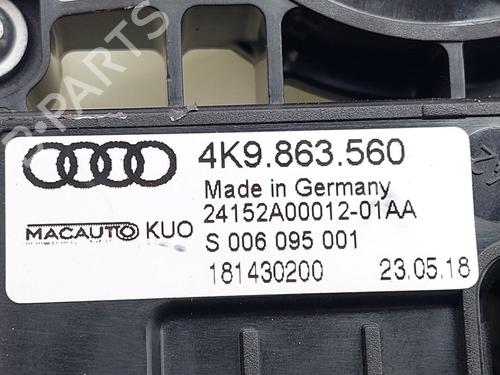 B-PARTS
4K9.863.560
Made in Germany
24152A00012-01AA
MACAUTO KUO
S 006 095 001
181430200 23.05.18